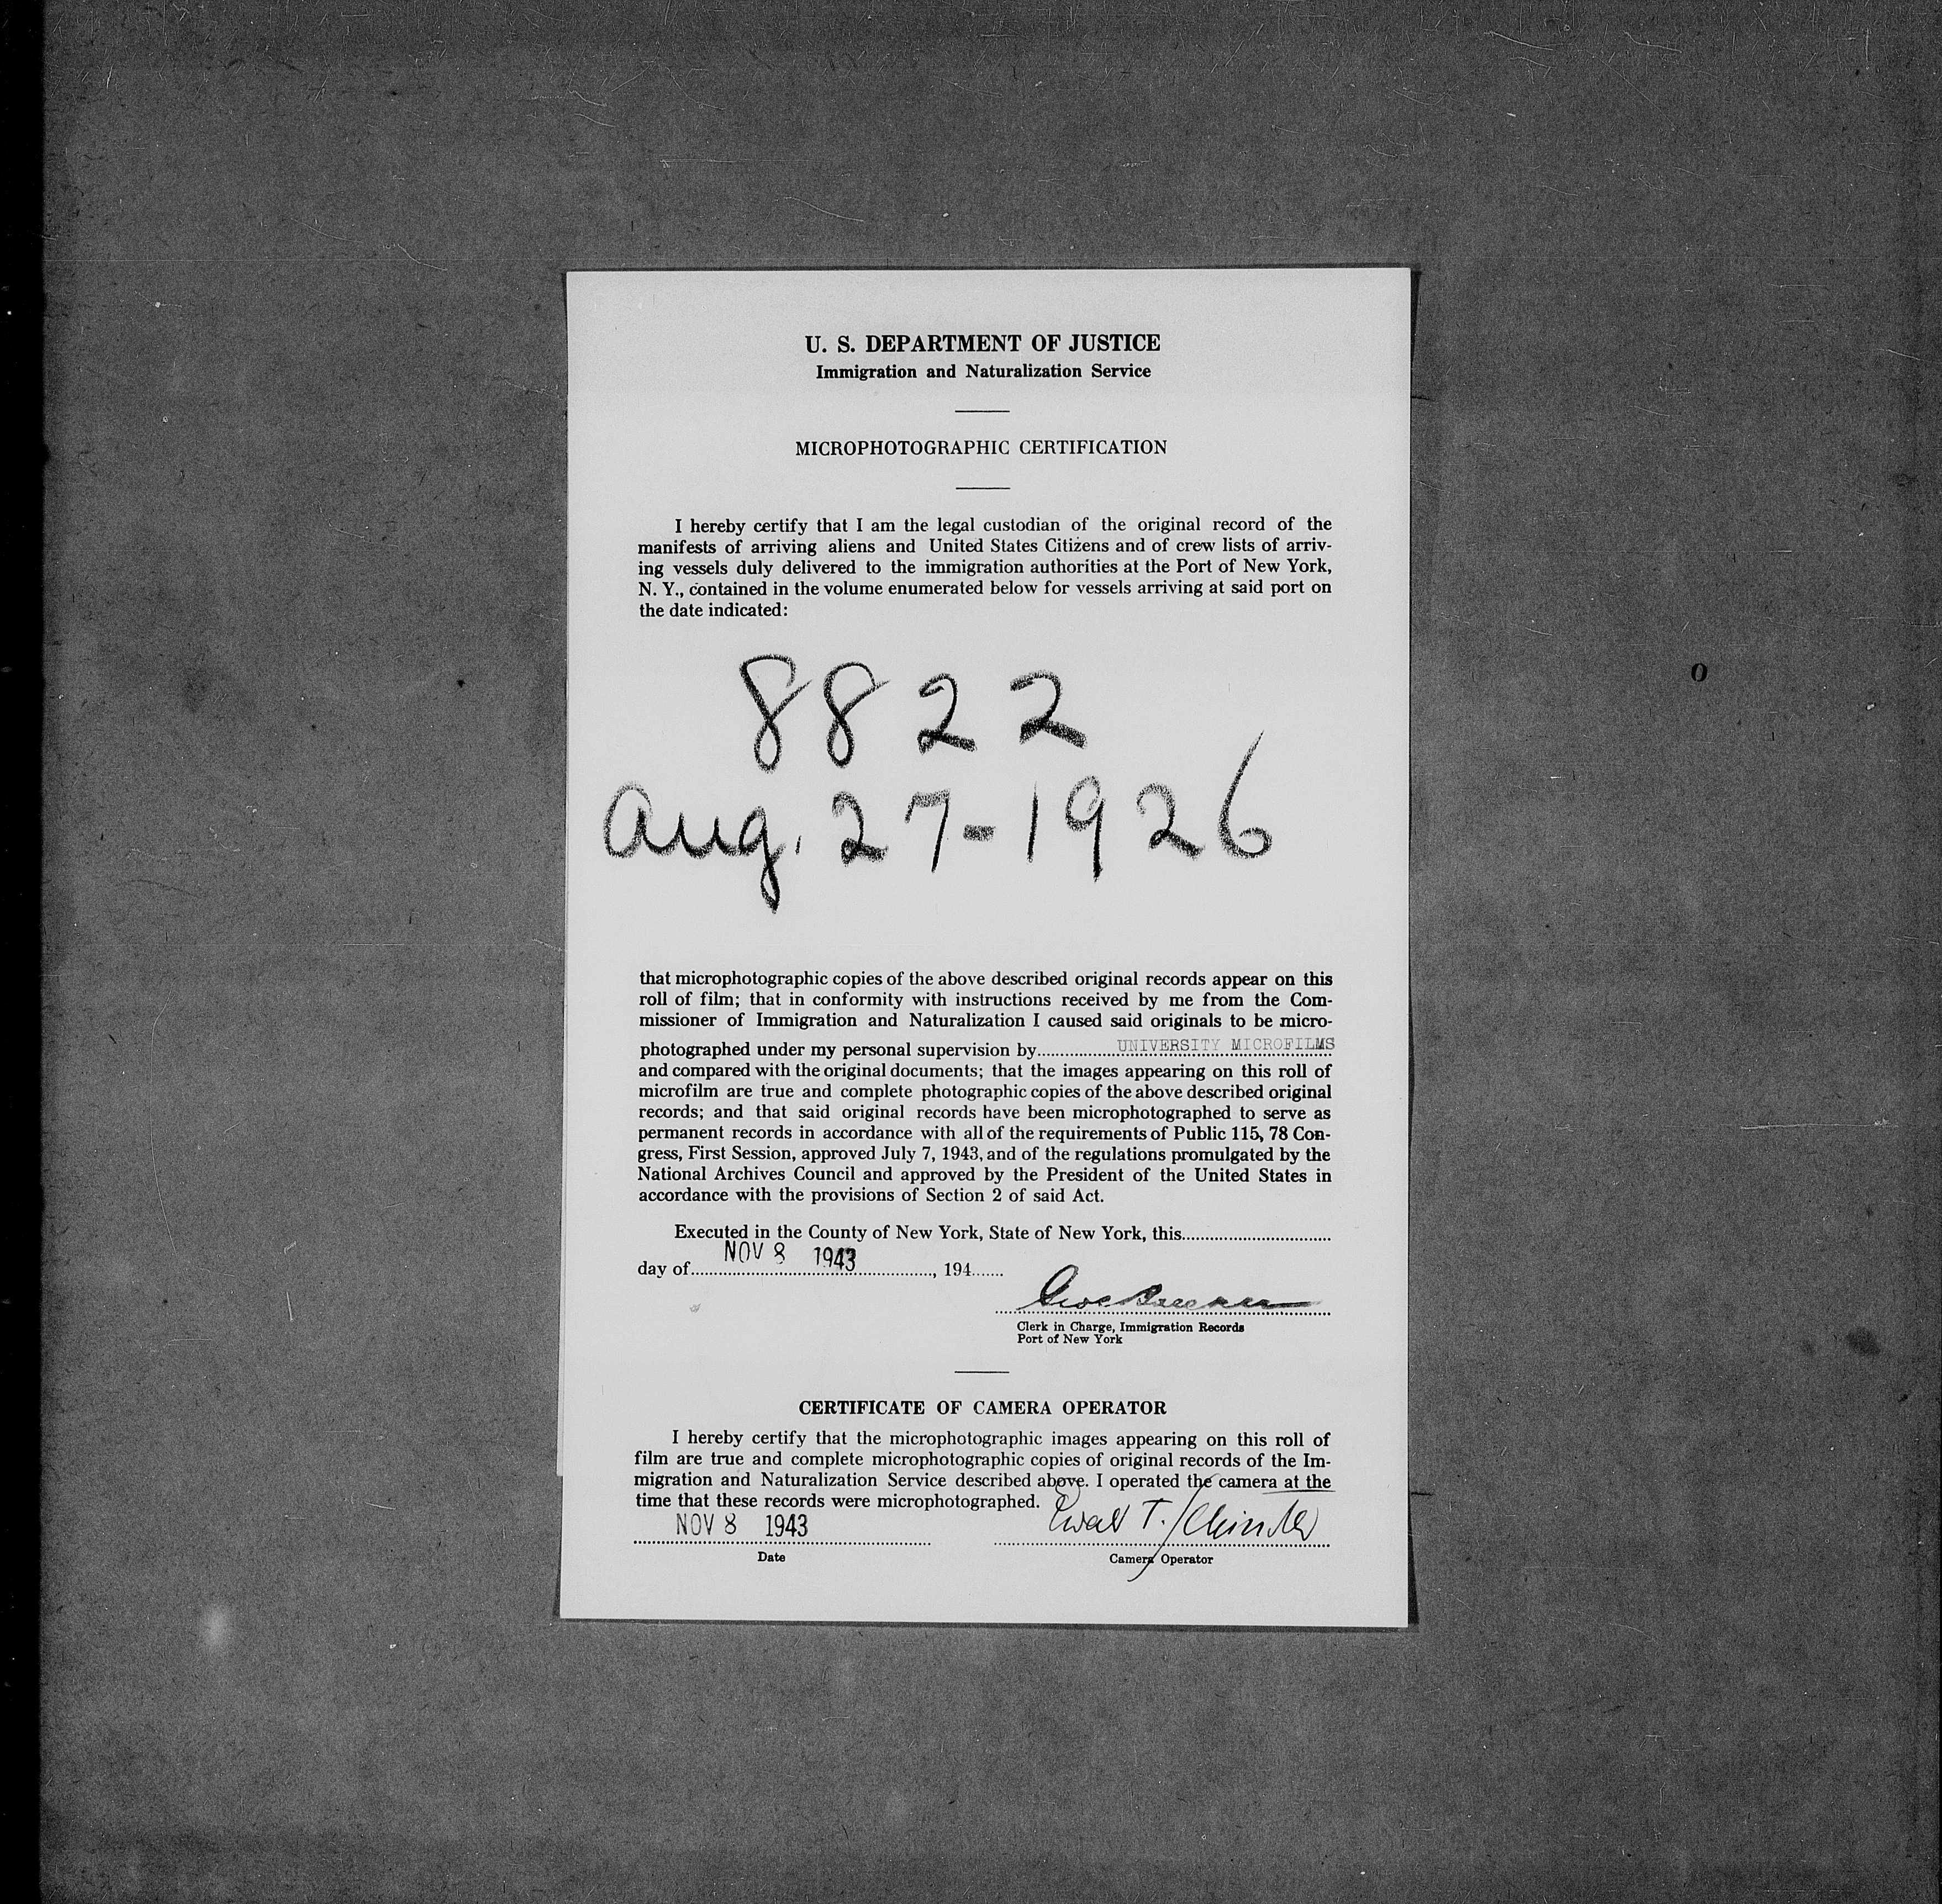 U. S. DEPARTMENT OF JUSTICE
Immigration and Naturalization Service
MICROPHOTOGRAPHIC CERTIFICATION
I hereby certify that I am the legal custodian of the original record of the
manifests of arriving aliens and United States Citizens and of crew lists of arriv-
ing vessels duly delivered to the immigration authorities at the Port of New York,
N. Y., contained in the volume enumerated below for vessels arriving at said port on
the date indicated:
8822
Aug. 27-1926
that microphotographic copies of the above described original records appear on this
roll of film; that in conformity with instructions received by me from the Com-
missioner of Immigration and Naturalization I caused said originals to be micro-
photographed under my personal supervision by UNIVERSITY MICROFILMS
and compared with the original documents; that the images appearing on this roll of
microfilm are true and complete photographic copies of the above described original
records; and that said original records have been microphotographed to serve as
permanent records in accordance with all of the requirements of Public 115, 78 Con-
gress, First Session, approved July 7, 1943, and of the regulations promulgated by the
National Archives Council and approved by the President of the United States in
accordance with the provisions of Section 2 of said Act.
Executed in the County of New York, State of New York, this
day of NOV 8 1943, 194
Clerk in Charge, Immigration Records
Port of New York
CERTIFICATE OF CAMERA OPERATOR
I hereby certify that the microphotographic images appearing on this roll of
film are true and complete microphotographic copies of original records of the Im-
migration and Naturalization Service described above. I operated the camera at the
time that these records were microphotographed.
NOV 8 1943
T.
Date
Camera Operator
O